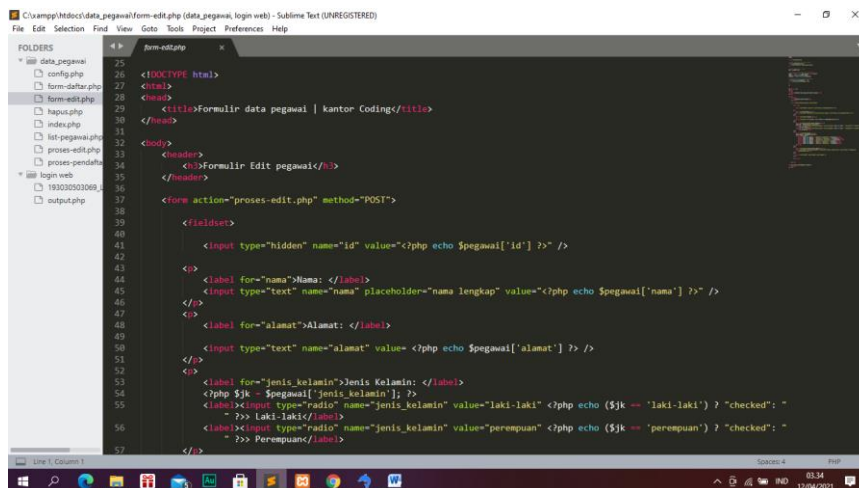 C:\xampp\htdocs\data_pegawai\form-edit.php (data_pegawai, login web) - Sublime Text (UNREGISTERED)
File Edit Selection Find View Goto Tools Project Preferences Help
FOLDERS
data_pegawai
config.php
form-daftar.php
form-edit.php
hapus.php
index.php
list-pegawai.php
proses-edit.php
proses-pendafta
login web
193030503069_
output.php
form-edit.php ×
25
26 <!DOCTYPE html>
27 <html>
28 <head>
29 <title>Formulir data pegawai | kantor Coding</title>
30 </head>
31
32 <body>
33 <header>
34 <h3>Formulir Edit pegawai</h3>
35 </header>
36
37 <form action="proses-edit.php" method="POST">
38
39 <fieldset>
40
41 <input type="hidden" name="id" value="<?php echo $pegawai['id'] ?>" />
42
43 <p>
44 <label for="nama">Nama: </label>
45 <input type="text" name="nama" placeholder="nama lengkap" value="<?php echo $pegawai['nama'] ?>" />
46 </p>
47 <p>
48 <label for="alamat">Alamat: </label>
49
50 <input type="text" name="alamat" value= <?php echo $pegawai['alamat'] ?> />
51 </p>
52 <p>
53 <label for="jenis_kelamin">Jenis Kelamin: </label>
54 <?php $jk = $pegawai['jenis_kelamin']; ?>
55 <label><input type="radio" name="jenis_kelamin" value="laki-laki" <?php echo ($jk == 'laki-laki') ? "checked": "
" ?>> Laki-laki</label>
56 <label><input type="radio" name="jenis_kelamin" value="perempuan" <?php echo ($jk == 'perempuan') ? "checked": "
" ?>> Perempuan</label>
57 </p>
Line 1, Column 1
Spaces: 4
PHP
IND
03.34
12/04/2021